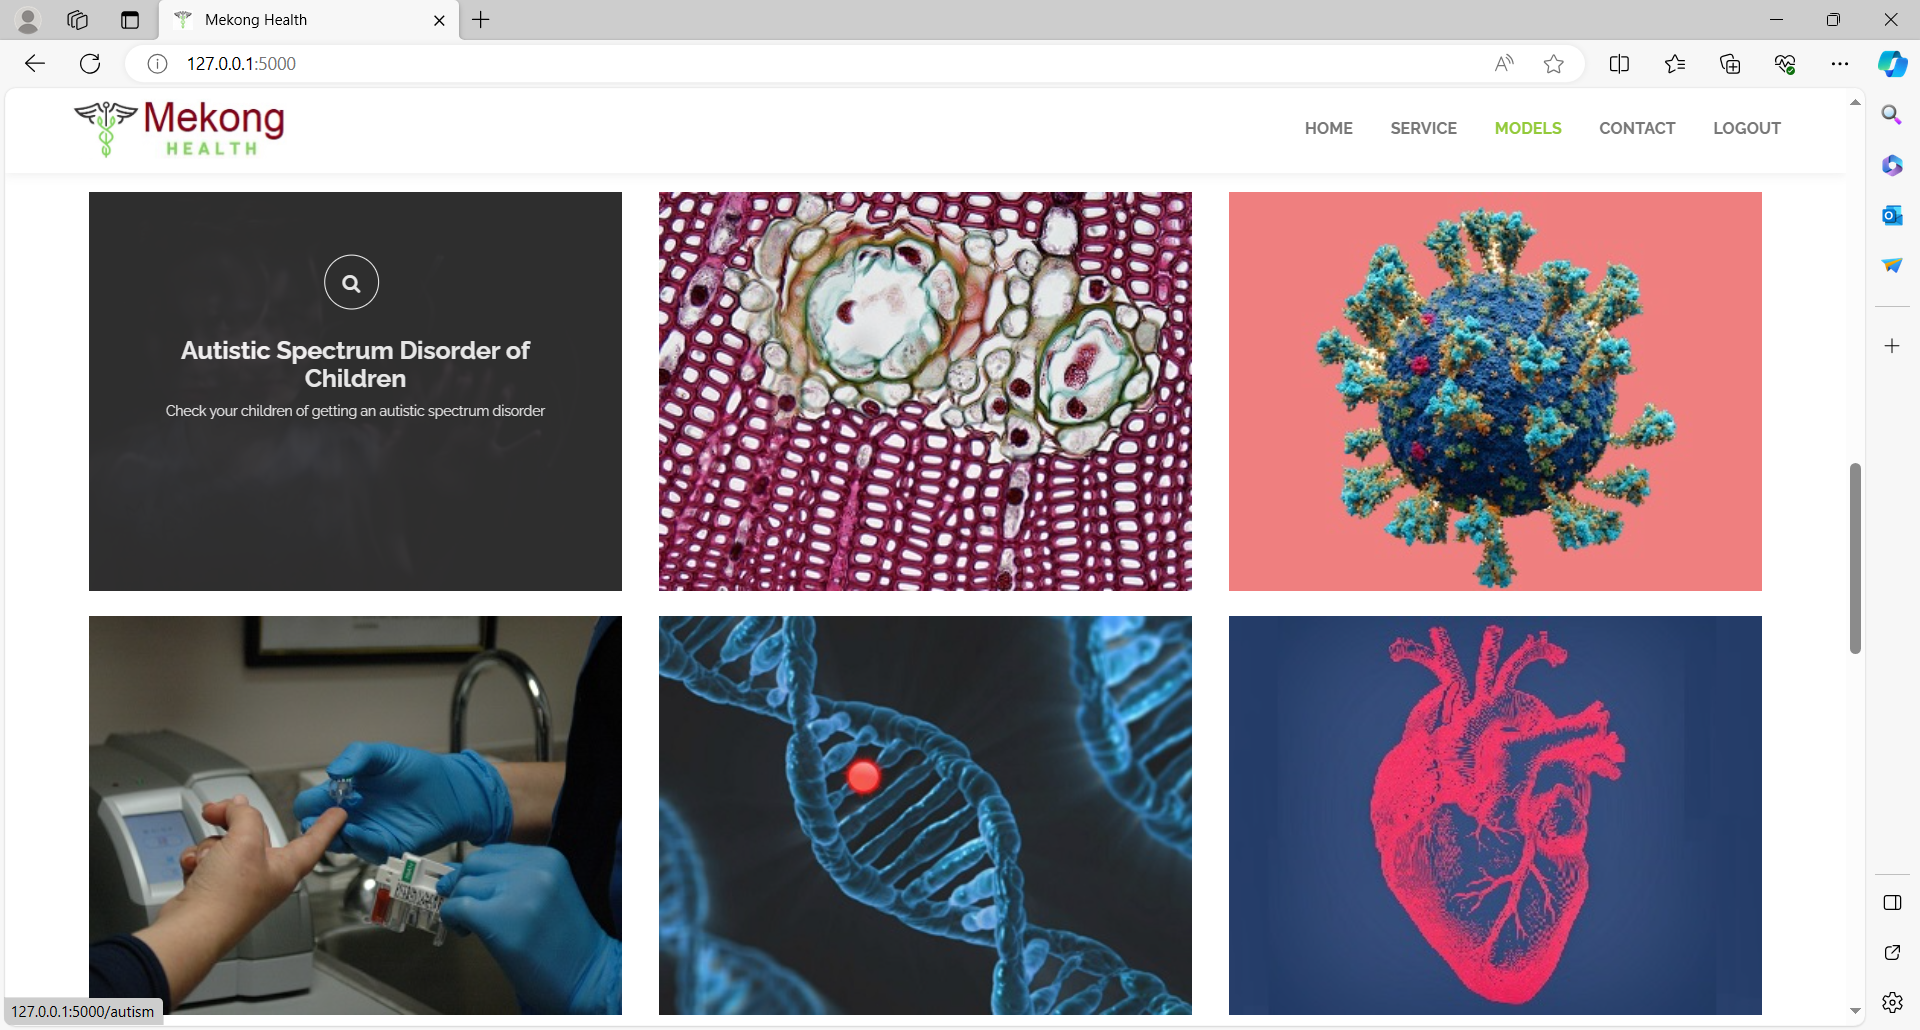 Mekong Health
127.0.0.1:5000
Mekong
HEALTH
HOME
SERVICE
MODELS
CONTACT
LOGOUT
Autistic Spectrum Disorder of
Children
Check your children of getting an autistic spectrum disorder
127.0.0.1:5000/autism